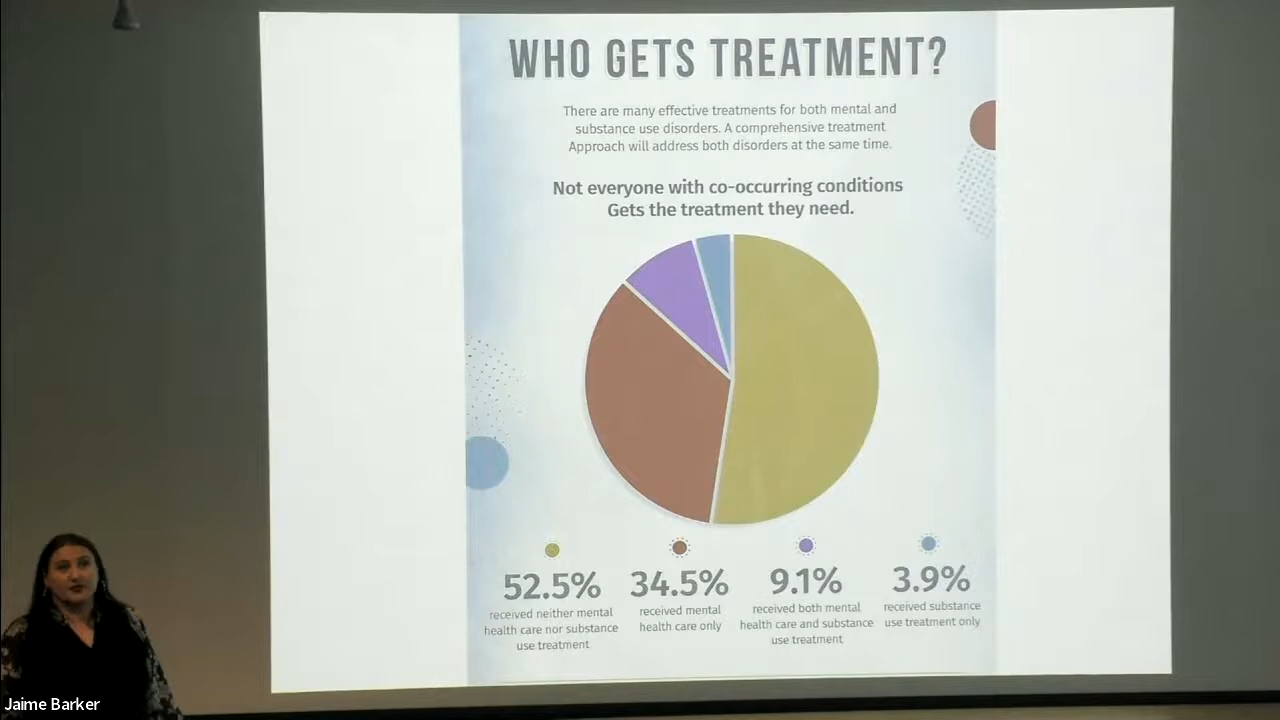 WHO GETS TREATMENT?
There are many effective treatments for both mental and
substance use disorders. A comprehensive treatment
Approach will address both disorders at the same time.
Not everyone with co-occurring conditions
Gets the treatment they need.
52.5%
received neither mental
health care nor substance
use treatment
34.5%
received mental
health care only
9.1%
received both mental
health care and substance
use treatment
3.9%
received substance
use treatment only
Jaime Barker